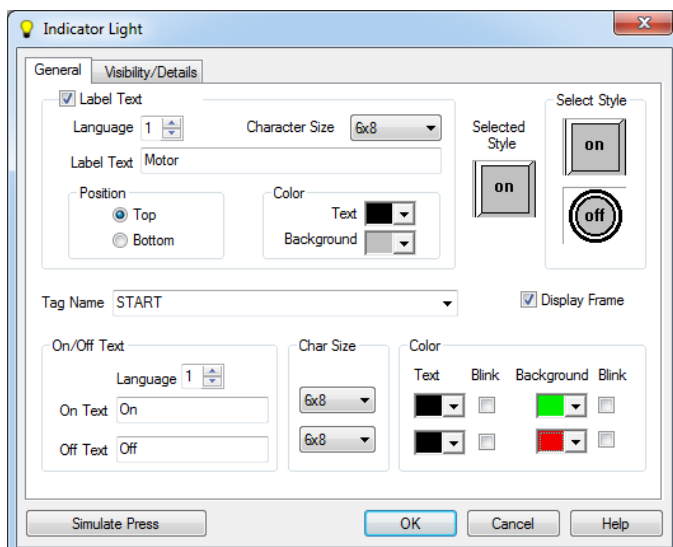 Indicator Light
General Visibility/Details
Label Text
Language 1 Character Size 6x8
Label Text Motor
Position
Top
Bottom
Color
Text
Background
Selected Style
on
Select Style
on
off
Tag Name START
Display Frame
On/Off Text
Language 1
On Text On
Off Text Off
Char Size
6x8
6x8
Color
Text Blink Background Blink
Simulate Press OK Cancel Help